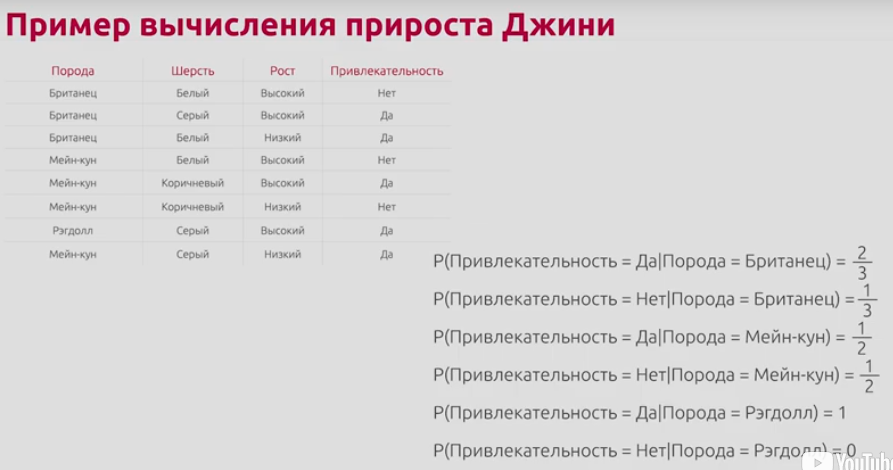 Пример вычисления прироста Джини
Порода Шерсть Рост Привлекательность
Британец Белый Высокий Нет
Британец Серый Высокий Да
Британец Белый Низкий Да
Мейн-кун Белый Высокий Нет
Мейн-кун Коричневый Высокий Да
Мейн-кун Коричневый Низкий Нет
Рэгдолл Серый Высокий Да
Мейн-кун Серый Низкий Да
P(Привлекательность = Да|Порода = Британец) = 2/3
P(Привлекательность = Нет|Порода = Британец) = 1/3
P(Привлекательность = Да|Порода = Мейн-кун) = 1/2
P(Привлекательность = Нет|Порода = Мейн-кун) = 1/2
P(Привлекательность = Да|Порода = Рэгдолл) = 1
P(Привлекательность = Нет|Порода = Рэгдолл) = 0
YouTube